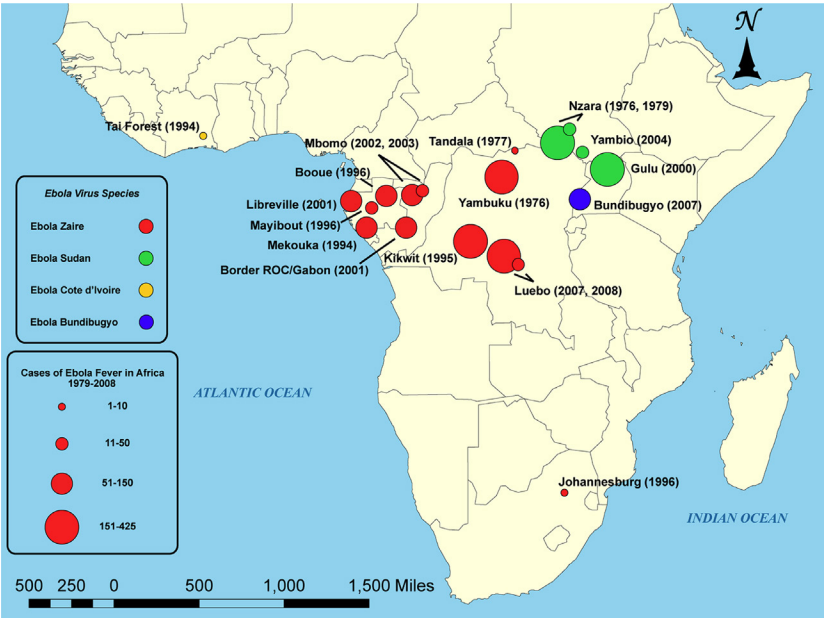 N
Nzara (1976, 1979)
Tai Forest (1994)
Mbomo (2002, 2003)
Tandala (1977)
Yambio (2004)
Booue (1996)
Gulu (2000)
Ebola Virus Species
Libreville (2001)
Yambuku (1976)
Bundibugyo (2007)
Ebola Zaire
Mayibout (1996)
Mekouka (1994)
Ebola Sudan
Kikwit (1995)
Border ROC/Gabon (2001)
Ebola Cote d'Ivoire
Luebo (2007, 2008)
Ebola Bundibugyo
Cases of Ebola Fever in Africa
1979-2008
ATLANTIC OCEAN
1-10
11-50
51-150
Johannesburg (1996)
INDIAN OCEAN
151-425
500 250 0 500 1,000 1,500 Miles